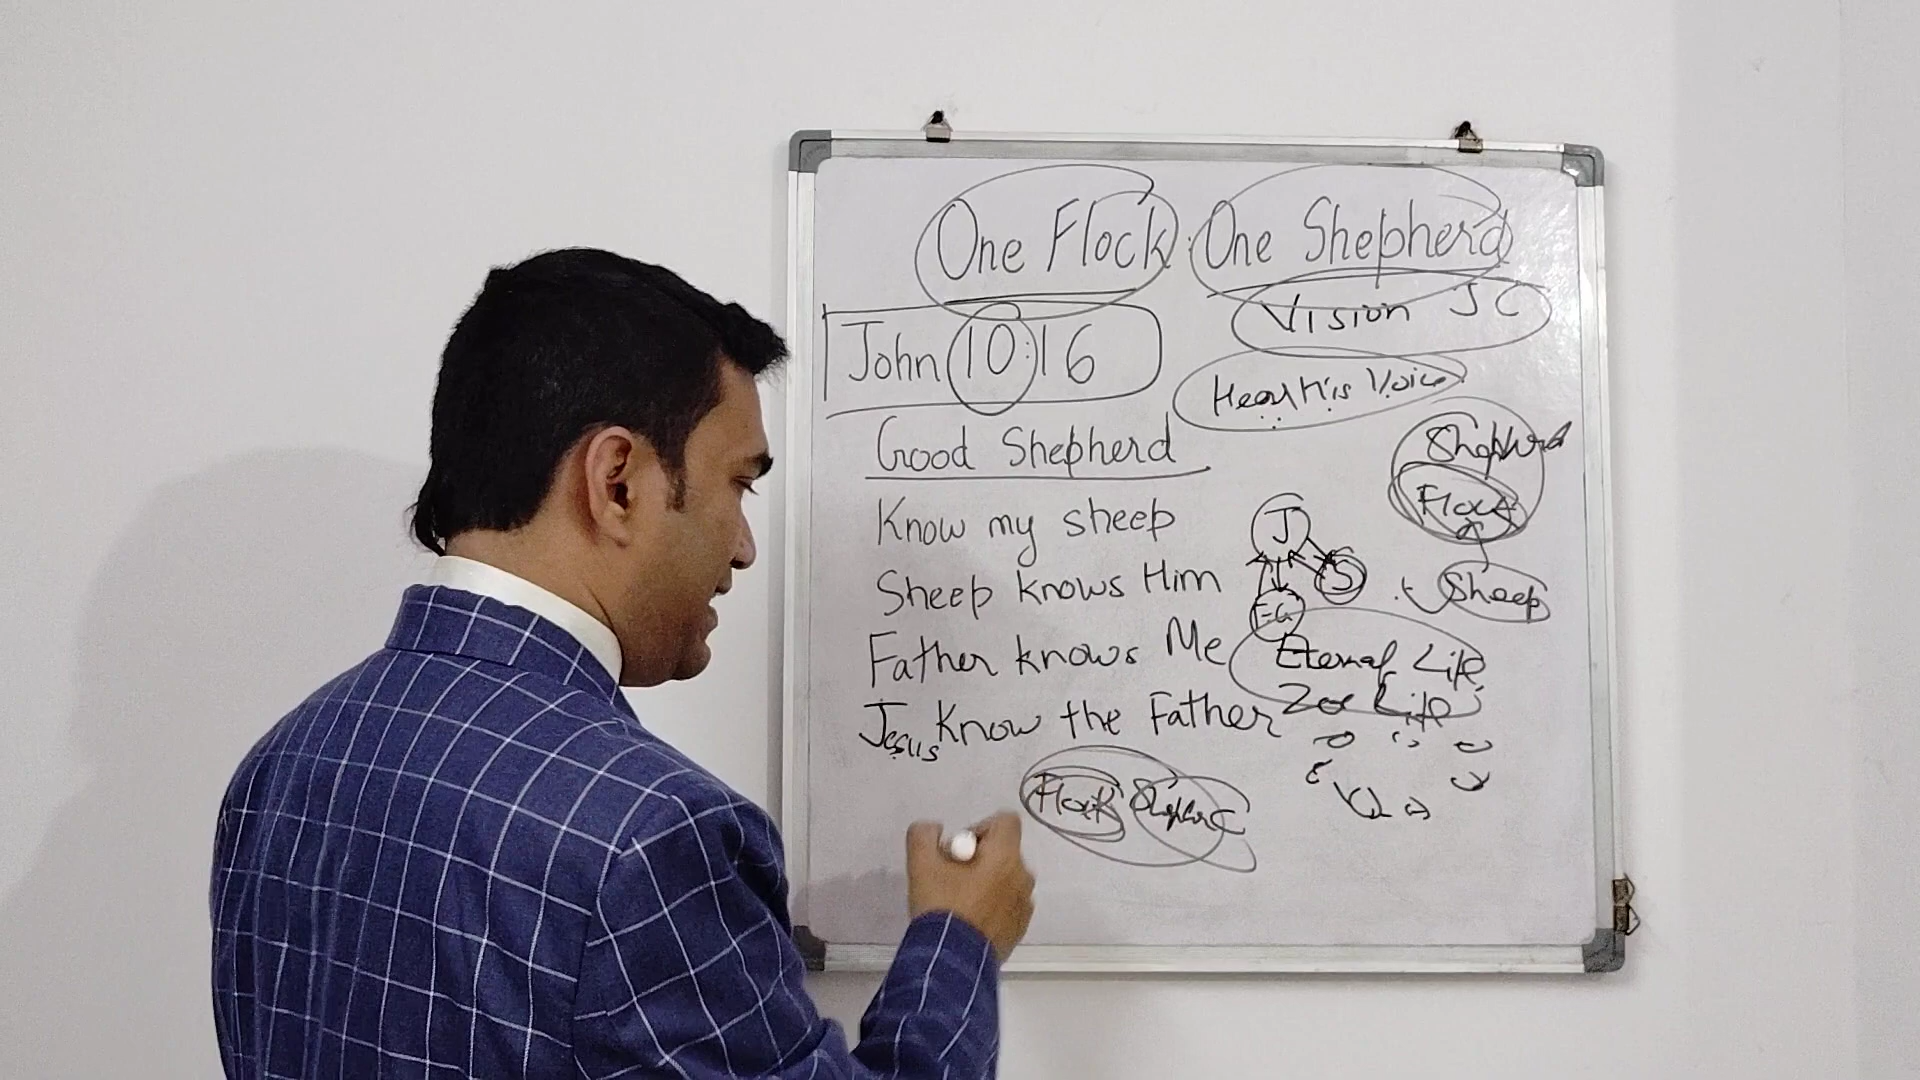 One Flock. One Shepherd
Vision J C
John 10:16
Hear His Voice
Good Shepherd
Shepherd
Flock
Know my sheep
J
S
Sheep Knows Him
Sheep
Father knows Me
Eternal Life
Jesus Know the Father
Zoe Life
Flock Shepherd